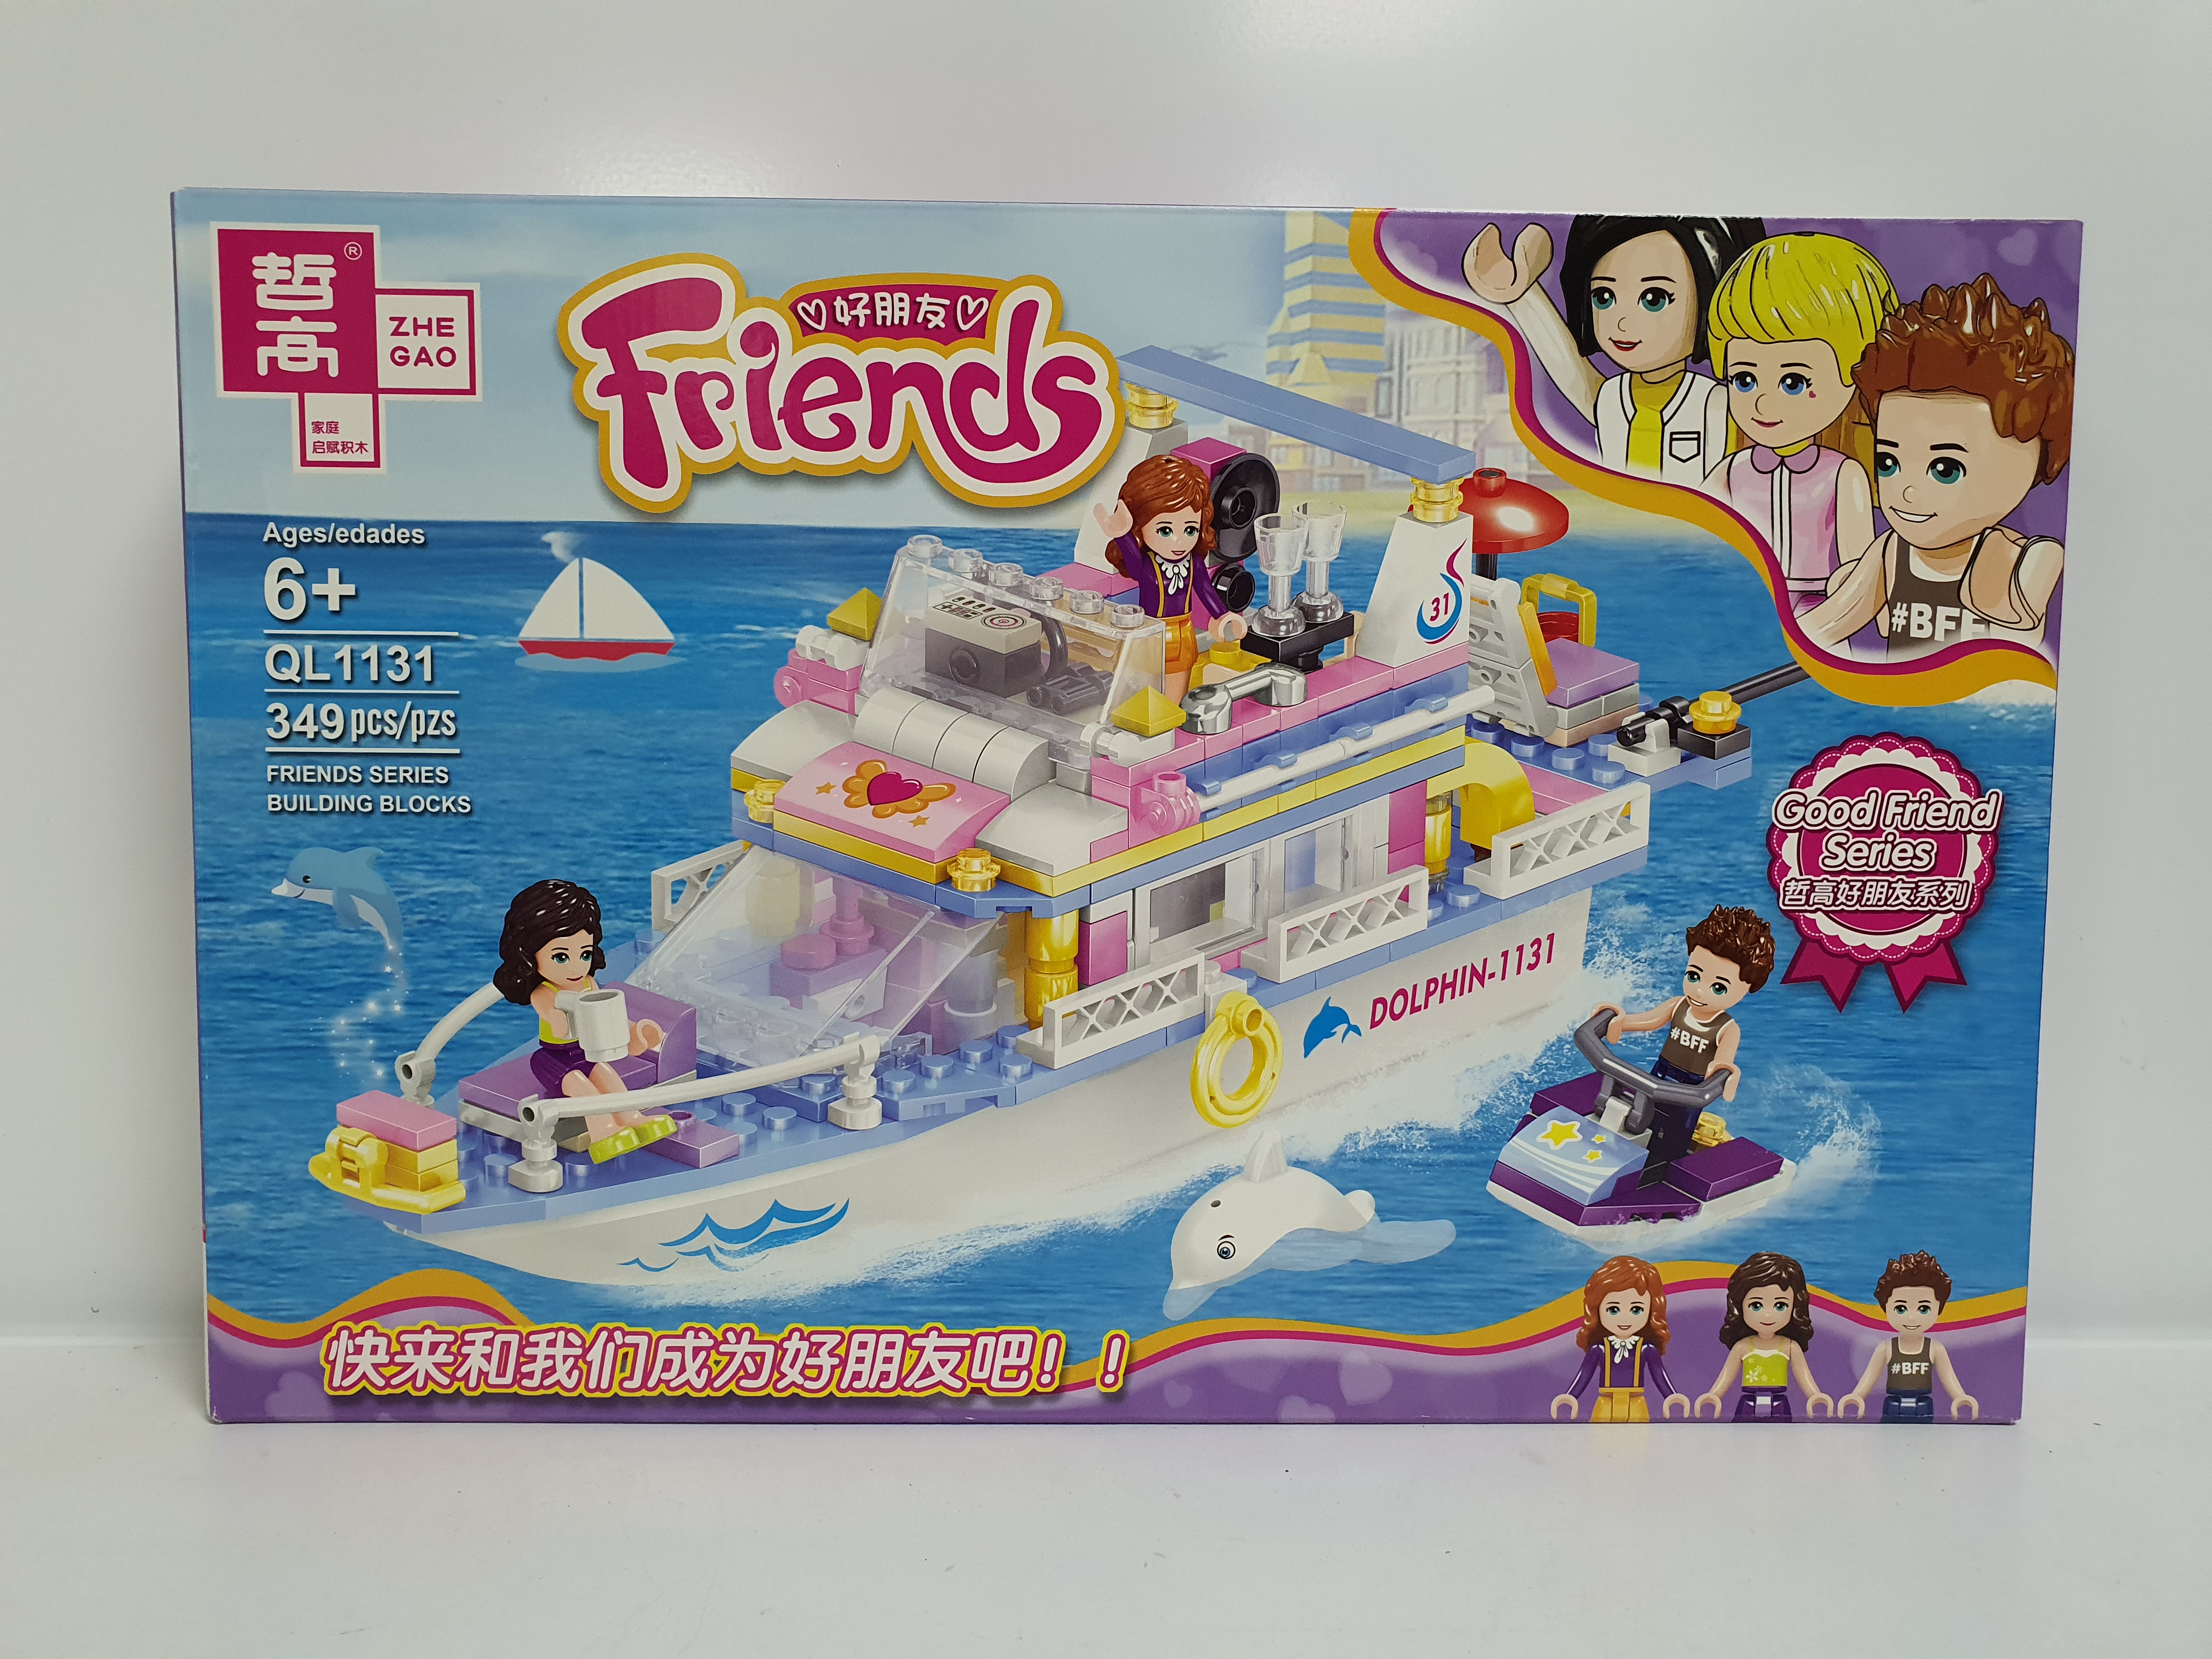 哲高®
ZHE
GAO
家庭
启赋积木
好朋友
Friends
Ages/edades
6+
QL1131
349pcs/pzs
FRIENDS SERIES
BUILDING BLOCKS
#BFF
31
Good Friend
Series
哲高好朋友系列
DOLPHIN-1131
#BFF
快来和我们成为好朋友吧！！
#BFF